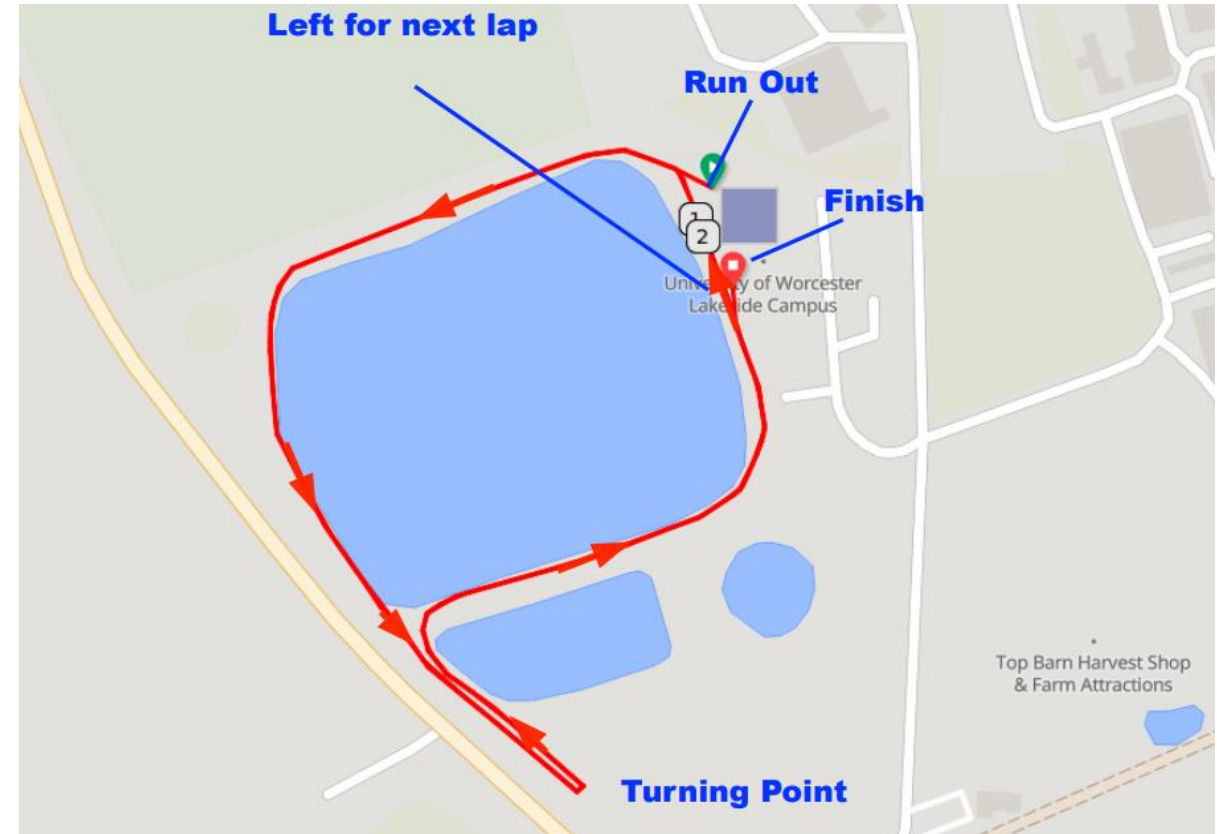 Left for next lap
Run Out
Finish
1
2
University of Worcester
Lakeside Campus
Top Barn Harvest Shop
& Farm Attractions
Turning Point